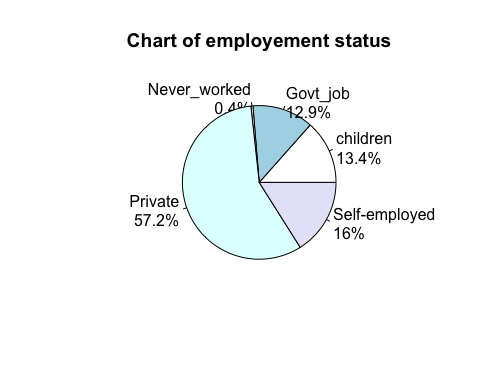 Chart of employement status
Never_worked
0.4%
Govt_job
12.9%
children
13.4%
Private
57.2%
Self-employed
16%